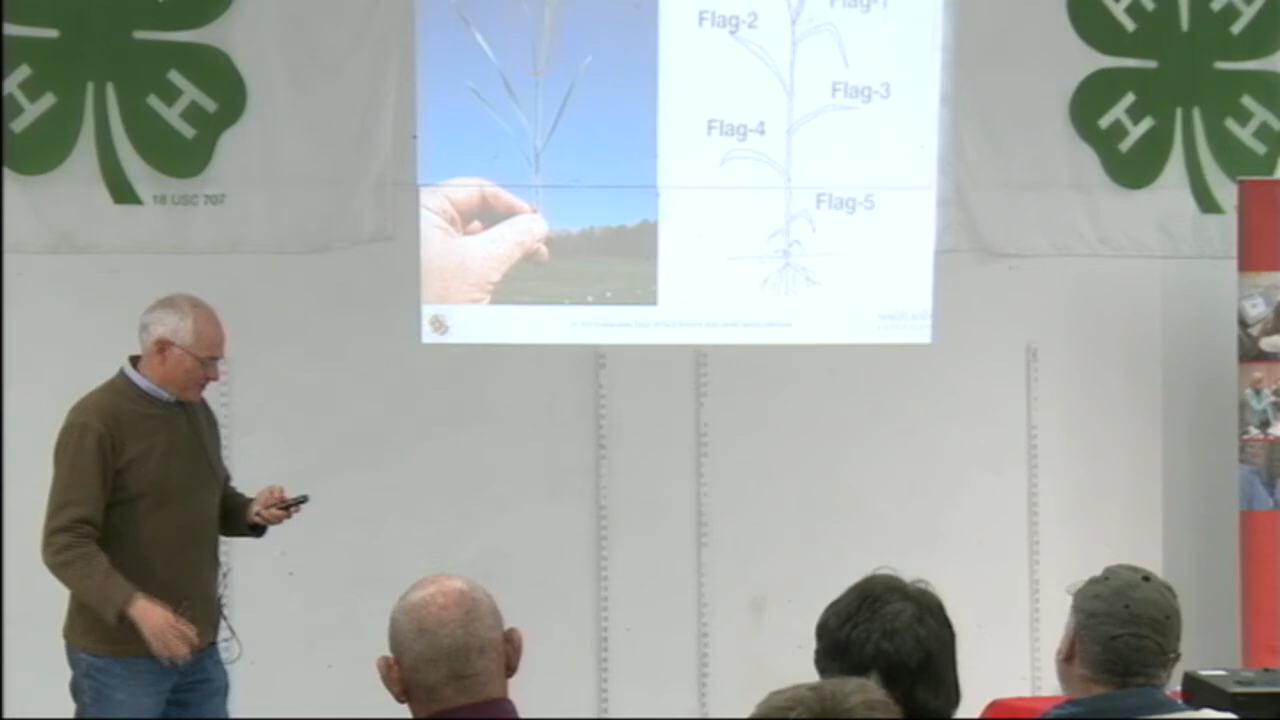 H H
H H
Flag-1
Flag-2
Flag-3
Flag-4
Flag-5
18 USC 707
H H
H H